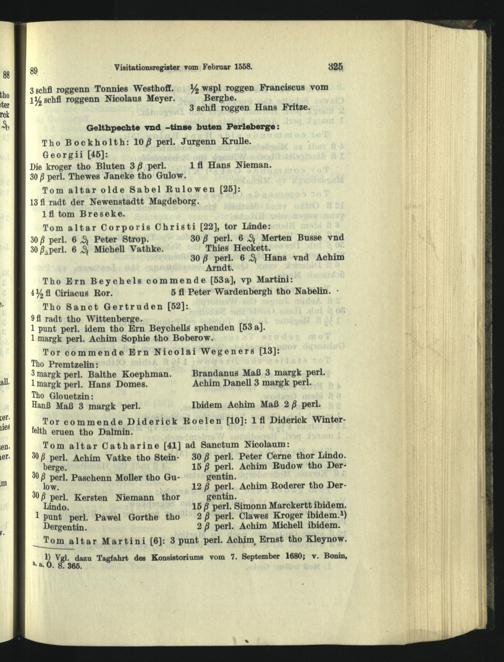 89 Visitationsregister vom Februar 1558. 325
3 schfl roggenn Tonnies Westhoff.
1½ schfl roggenn Nicolaus Meyer.
½ wspl roggen Franciscus vom
Berghe.
3 schfl roggen Hans Fritze.
Gelthpechte vnd –tinse buten Perleberge:
Tho Bockholth: 10 β perl. Jurgenn Krulle.
Georgii [45]:
Die kroger tho Bluten 3 β perl. 1 fl Hans Nieman.
30 β perl. Thewes Janeke tho Gulow.
Tom altar olde Sabel Bulowen [25]:
13 fl radt der Newenstadtt Magdeborg.
1 fl tom Breseke.
Tom altar Corporis Christi [22], tor Linde:
30 β perl. 6 ₰ Peter Strop.
30 β perl. 6 ₰ Michell Vathke.
30 β perl. 6 ₰ Merten Busse vnd
Thies Heckett.
30 β perl. 6 ₰ Hans vnd Achim
Arndt.
Tho Ern Beychels commende [53a], vp Martini:
4½ fl Ciriacus Ror. 5 fl Peter Wardenbergh tho Nabelin.
Tho Sanct Gertruden [52]:
9 fl radt tho Wittenberge.
1 punt perl. idem tho Ern Beychells sphenden [53a].
1 margk perl. Achim Sophie tho Boberow.
Tor commende Ern Nicolai Wegeners [13]:
Tho Premtzelin:
3 margk perl. Balthe Koephman.
1 margk perl. Hans Domes.
Brandanus Maß 3 margk perl.
Achim Danell 3 margk perl.
Tho Glouetzin:
Hanß Maß 3 margk perl. Ibidem Achim Maß 2 β perl.
Tor commende Diderick Roelen [10]: 1 fl Diderick Winter-
felth eruen tho Dalmin.
Tom altar Catharine [41] ad Sanctum Nicolaum:
30 β perl. Achim Vatke tho Stein-
berge.
30 β perl. Paschenn Moller tho Gu-
low.
30 β perl. Kersten Niemann thor
Lindo.
1 punt perl. Pawel Gorthe tho
Dergentin.
30 β perl. Peter Cerne thor Lindo.
15 β perl. Achim Rudow tho Der-
gentin.
12 β perl. Achim Roderer tho Der-
gentin.
15 β perl. Simonn Marckertt ibidem.
2 β perl. Clawes Kroger ibidem.¹)
2 β perl. Achim Michell ibidem.
Tom altar Martini [6]: 3 punt perl. Achim Ernst tho Kleynow.
1) Vgl. dazu Tagfahrt des Konsistoriums vom 7. September 1680; v. Bonin,
a. a. O. S. 365.
88